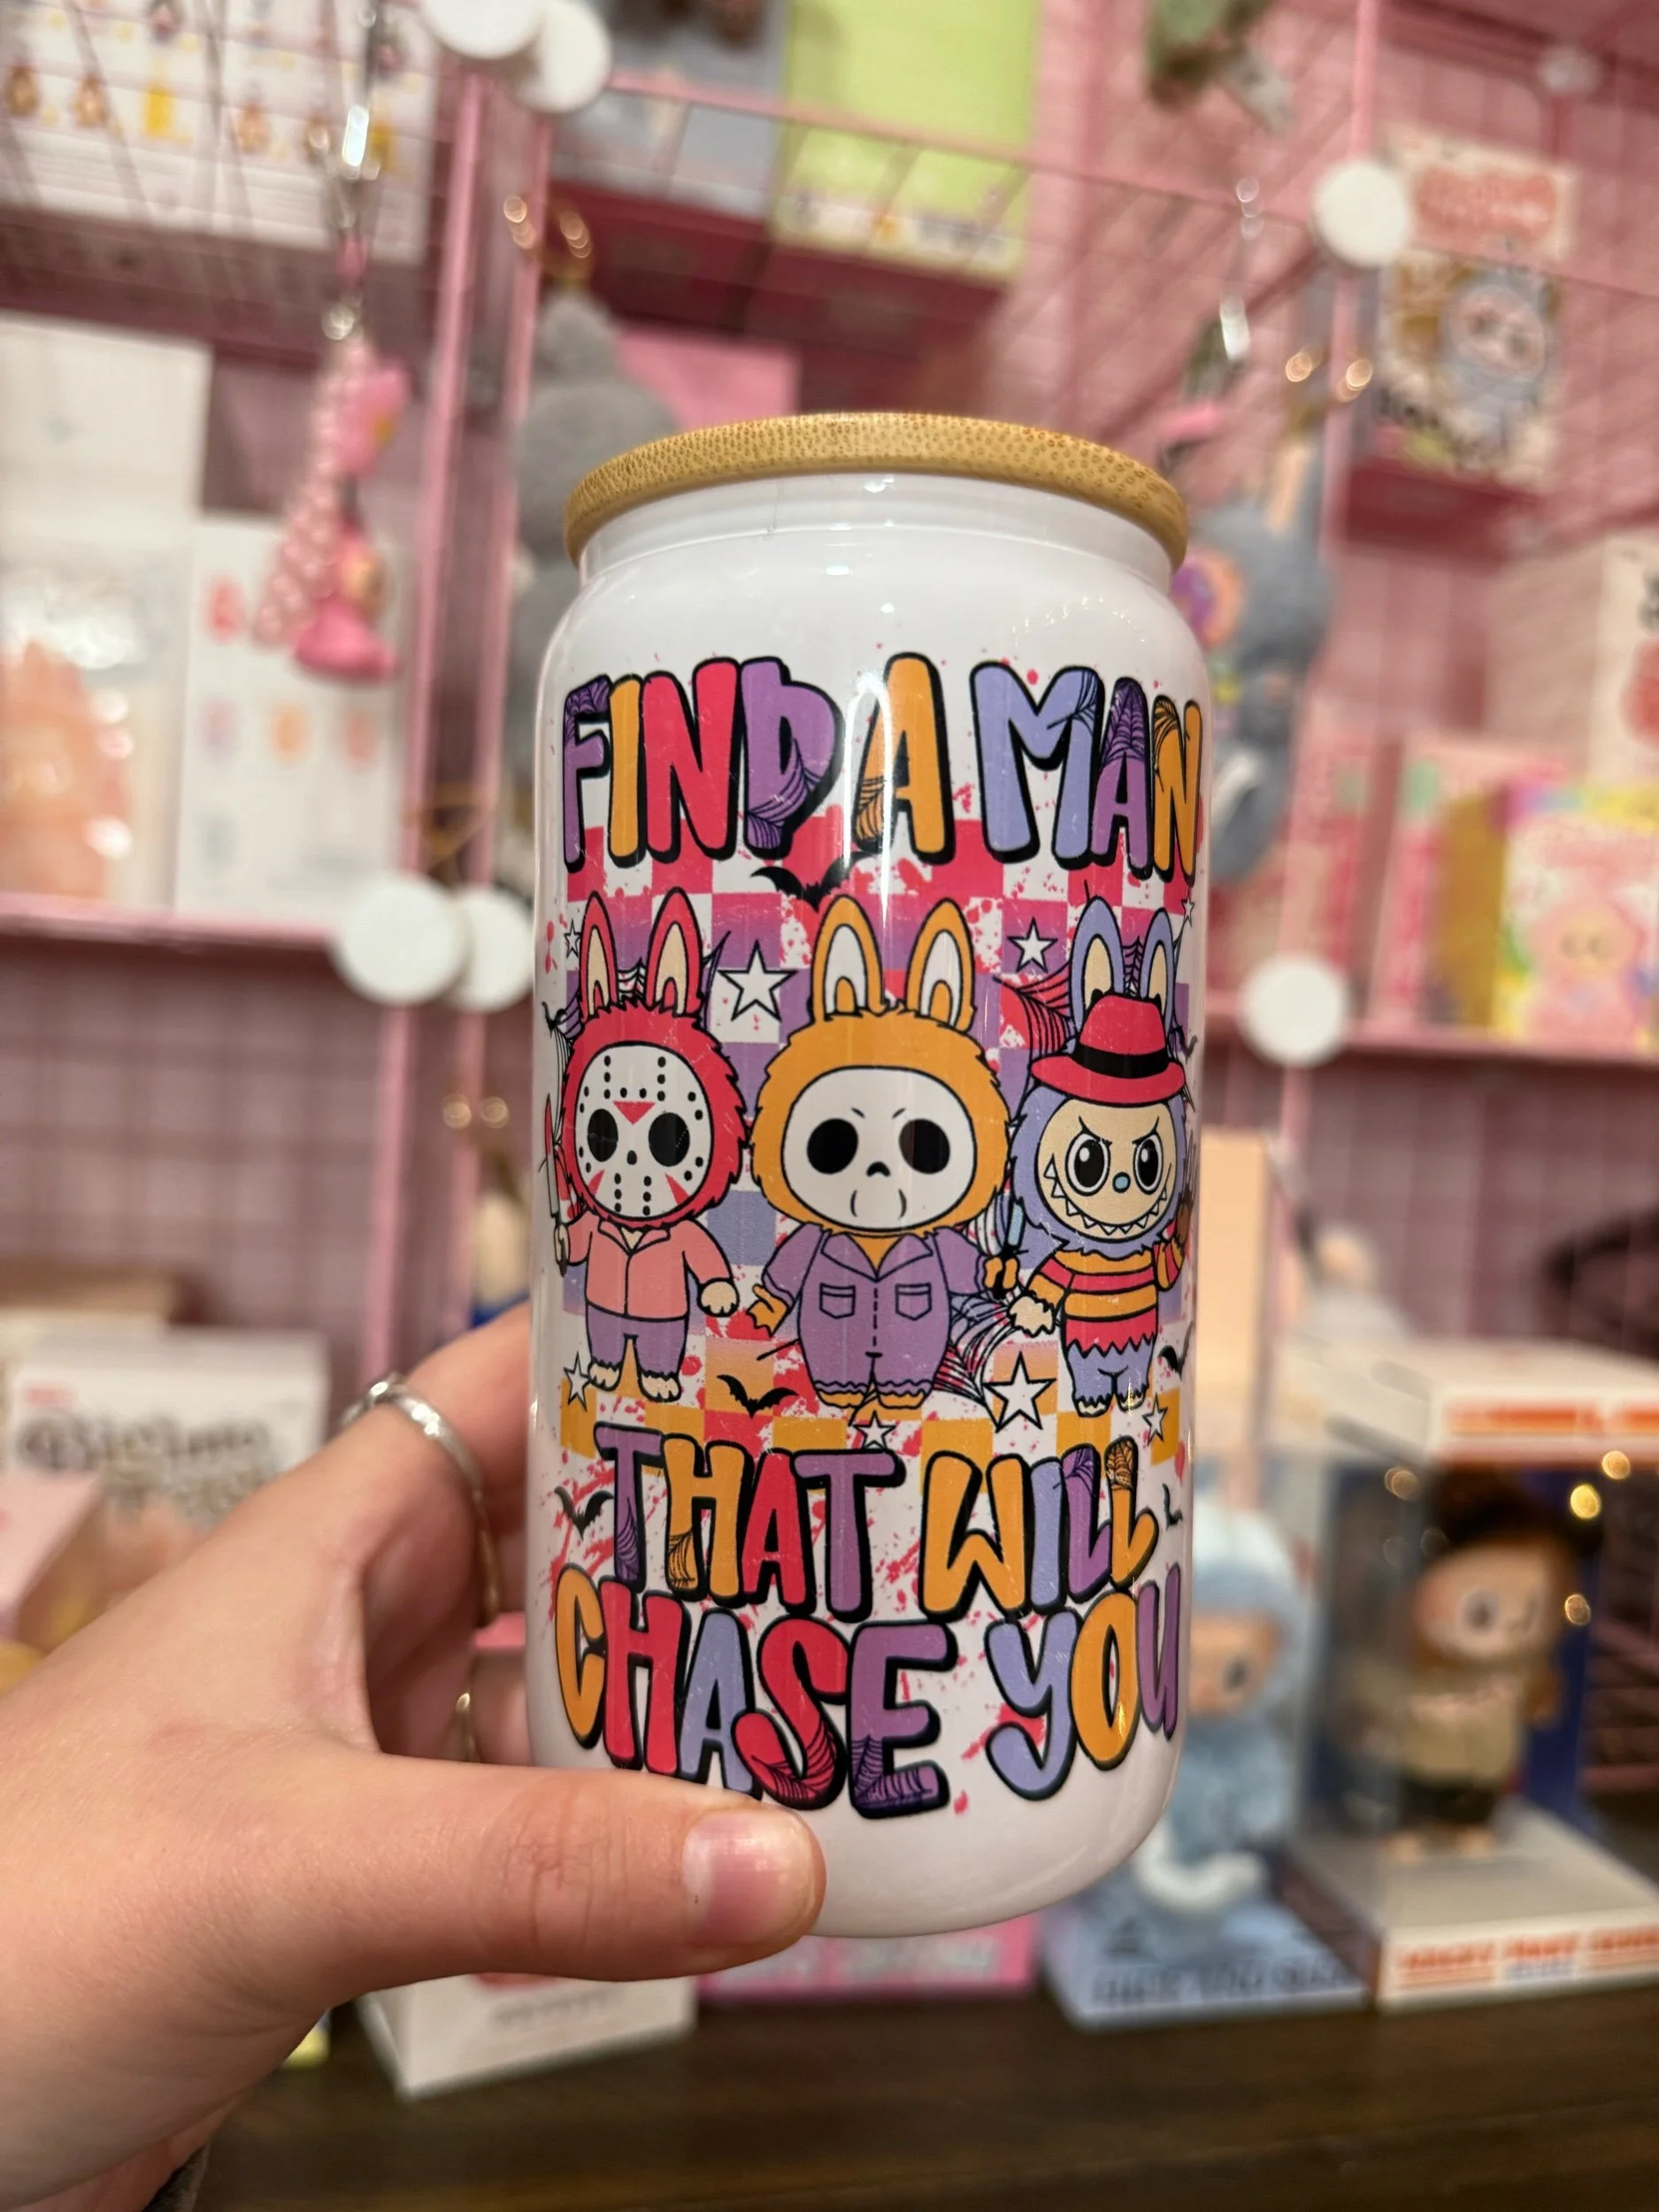 FIND A MAN
THAT WILL
CHASE YOU